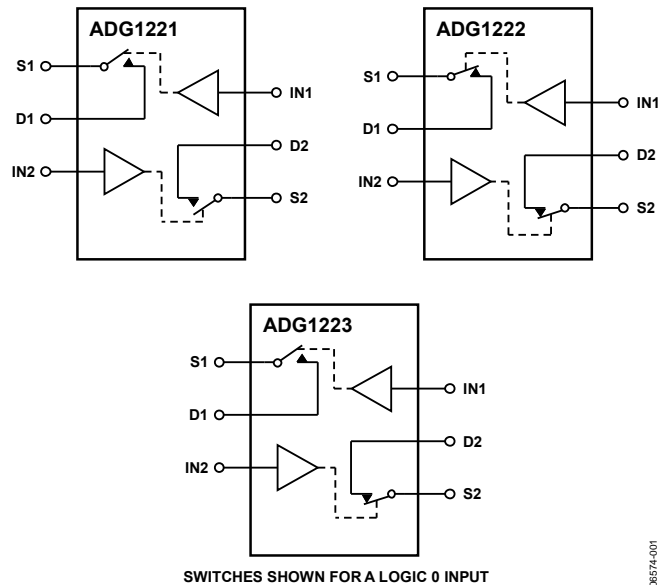 ADG1221
S1
IN1
D1
D2
IN2
S2
ADG1222
S1
IN1
D1
D2
IN2
S2
ADG1223
S1
IN1
D1
D2
IN2
S2
SWITCHES SHOWN FOR A LOGIC 0 INPUT
06574-001